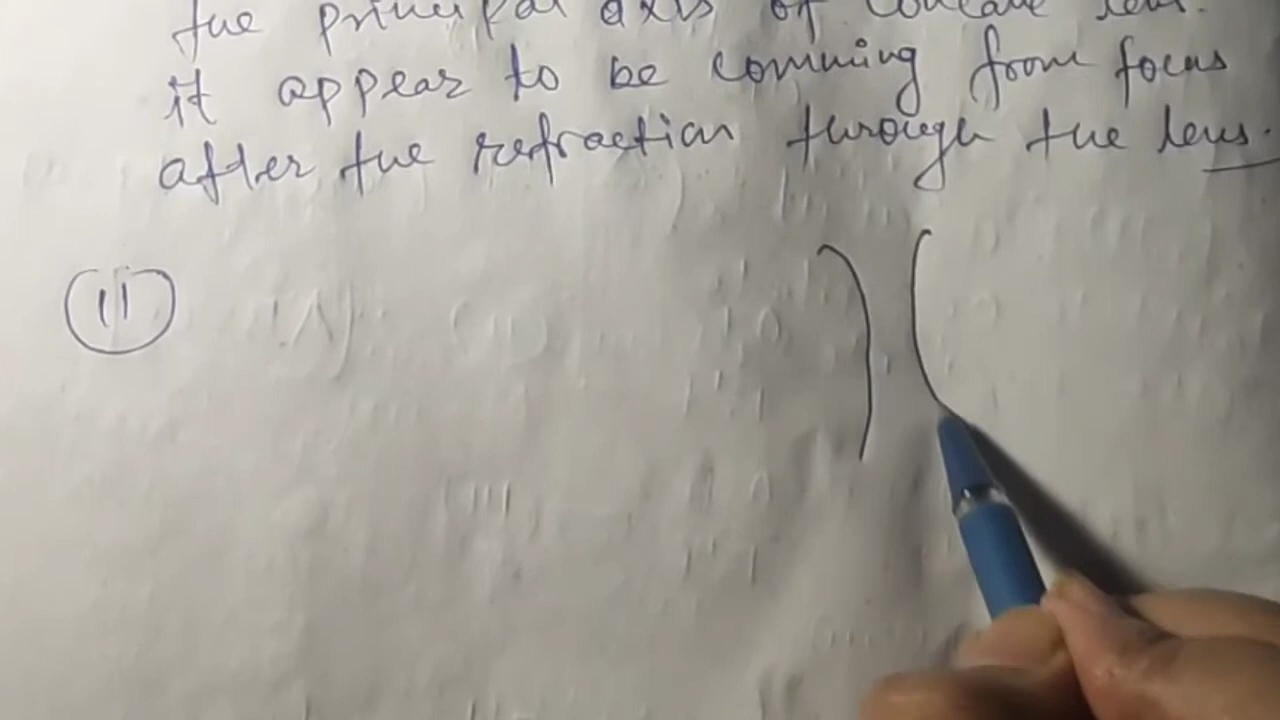 the principal axis of concave lens.
it appear to be comming from focus
after the refraction through the lens.
(11)